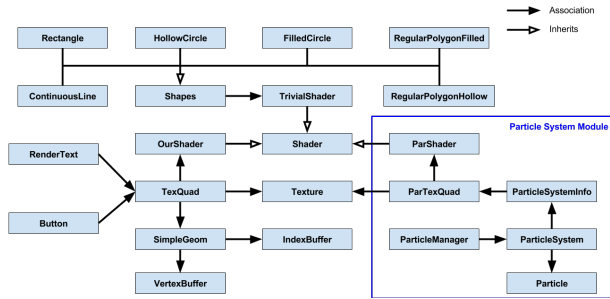 Rectangle
HollowCircle
FilledCircle
RegularPolygonFilled
Association
Inherits
ContinuousLine
Shapes
TrivialShader
RegularPolygonHollow
Particle System Module
RenderText
OurShader
Shader
ParShader
TexQuad
Texture
ParTexQuad
ParticleSystemInfo
Button
SimpleGeom
IndexBuffer
ParticleManager
ParticleSystem
VertexBuffer
Particle